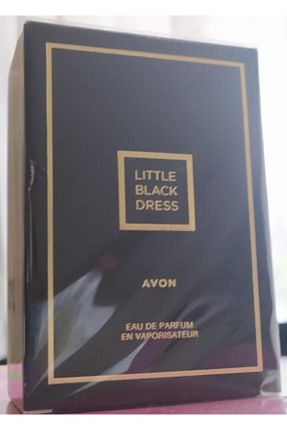 LITTLE
BLACK
DRESS
AVON
EAU DE PARFUM
EN VAPORISATEUR